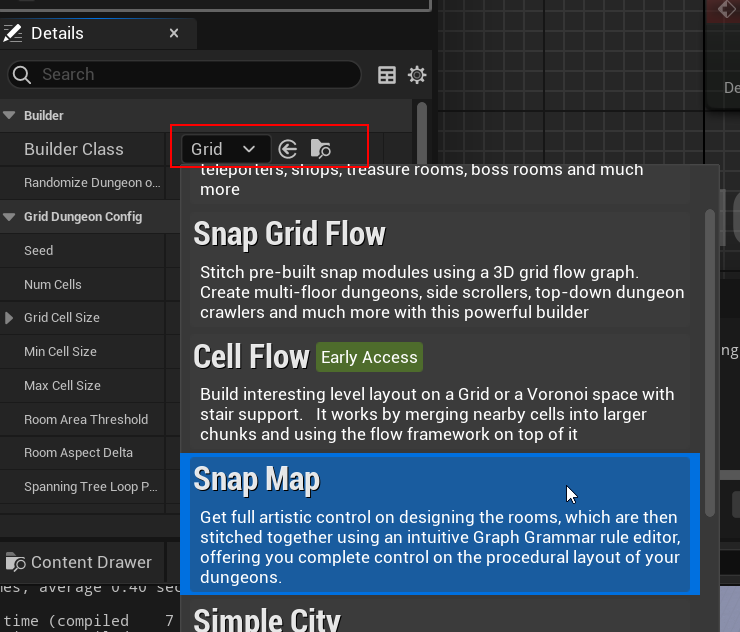 Details
Search
Builder
Builder Class
Grid
Randomize Dungeon o...
Grid Dungeon Config
Seed
Num Cells
Grid Cell Size
Min Cell Size
Max Cell Size
Room Area Threshold
Room Aspect Delta
Spanning Tree Loop P...
Content Drawer
average 0.40 sec
time (compiled 7
teleporters, shops, treasure rooms, boss rooms and much
more
Snap Grid Flow
Stitch pre-built snap modules using a 3D grid flow graph.
Create multi-floor dungeons, side scrollers, top-down dungeon
crawlers and much more with this powerful builder
Cell Flow Early Access
Build interesting level layout on a Grid or a Voronoi space with
stair support. It works by merging nearby cells into larger
chunks and using the flow framework on top of it
Snap Map
Get full artistic control on designing the rooms, which are then
stitched together using an intuitive Graph Grammar rule editor,
offering you complete control on the procedural layout of your
dungeons.
Simple City
De
ng